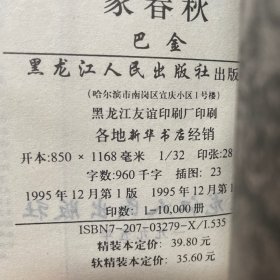 家春秋
巴金
黑龙江人民出版社出版
(哈尔滨市南岗区宣庆小区1号楼)
黑龙江友谊印刷厂印刷
各地新华书店经销
开本:850×1168毫米 1/32 印张:28
字数:960千字 插图:23
1995年12月第1版 1995年12月第1
印数:1—10,000册
ISBN7-207-03279-X/I.535
精装本定价:39.80元
软精装本定价:35.60元